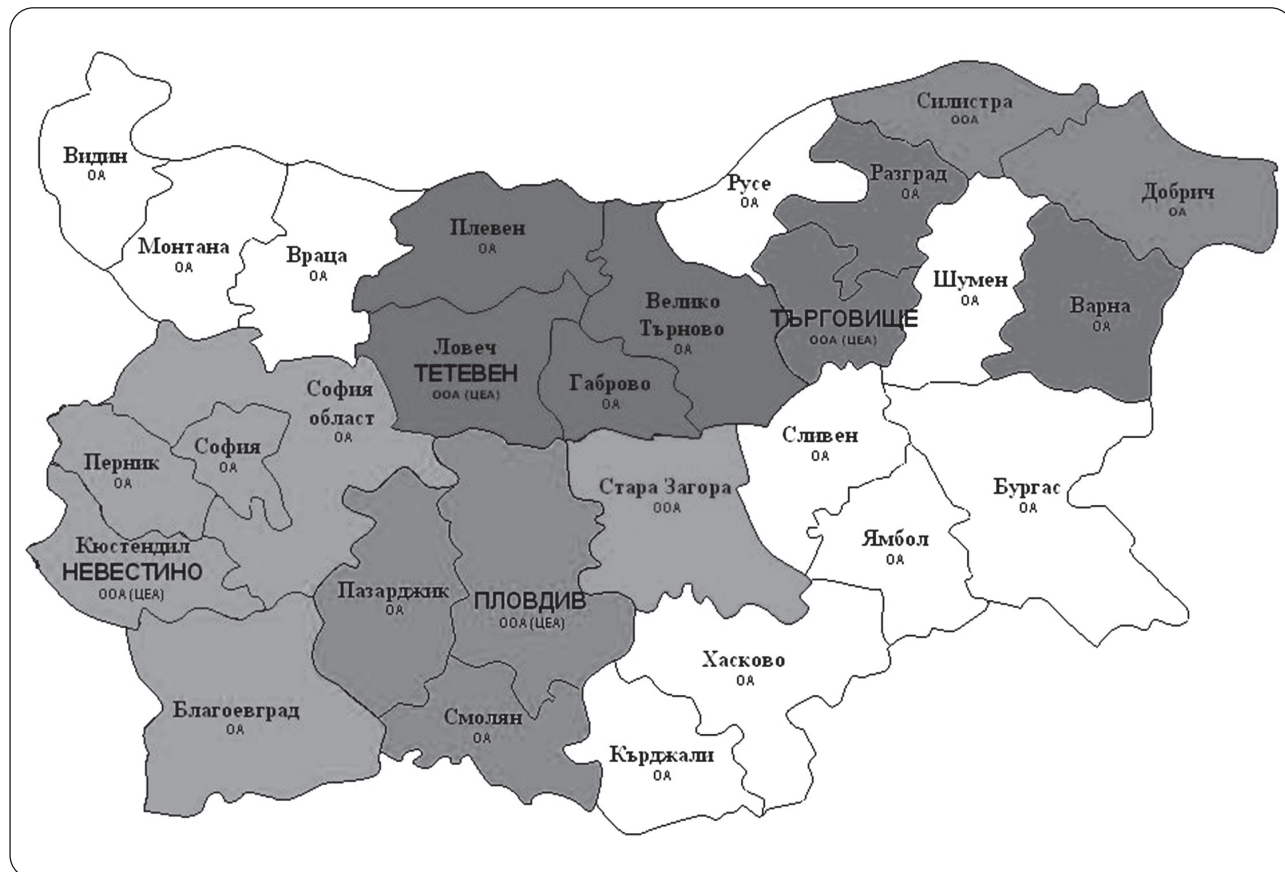 Силистра
ООА
Видин
ОА
Русе
ОА
Разград
ОА
Добрич
ОА
Плевен
ОА
Монтана
ОА
Враца
ОА
Шумен
ОА
Велико
Търново
ОА
ТЪРГОВИЩЕ
ООА (ЦЕА)
Варна
ОА
Ловеч
ТЕТЕВЕН
ООА (ЦЕА)
Габрово
ОА
София
област
ОА
София
ОА
Перник
ОА
Сливен
ОА
Стара Загора
ООА
Бургас
ОА
Ямбол
ОА
Кюстендил
НЕВЕСТИНО
ООА (ЦЕА)
Пазарджик
ОА
ПЛОВДИВ
ООА (ЦЕА)
Хасково
ОА
Благоевград
ОА
Смолян
ОА
Кърджали
ОА